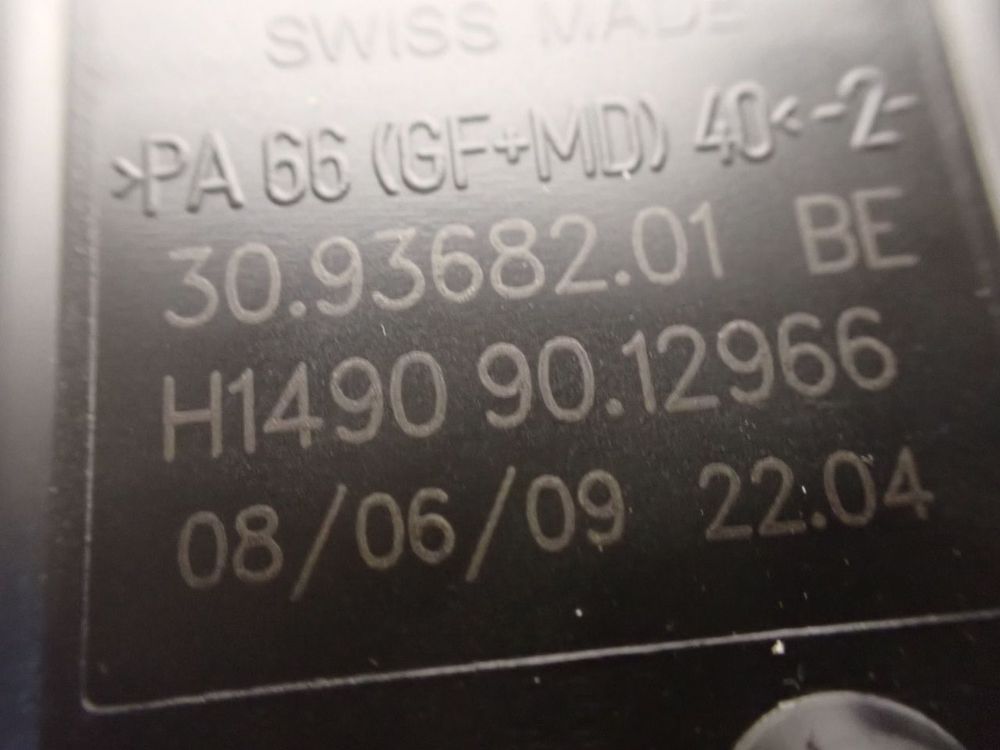 SWISS MADE
>PA 66 (GF+MD) 40< -2-
30.93682.01 BE
H1490 90.12966
08/06/09 22.04